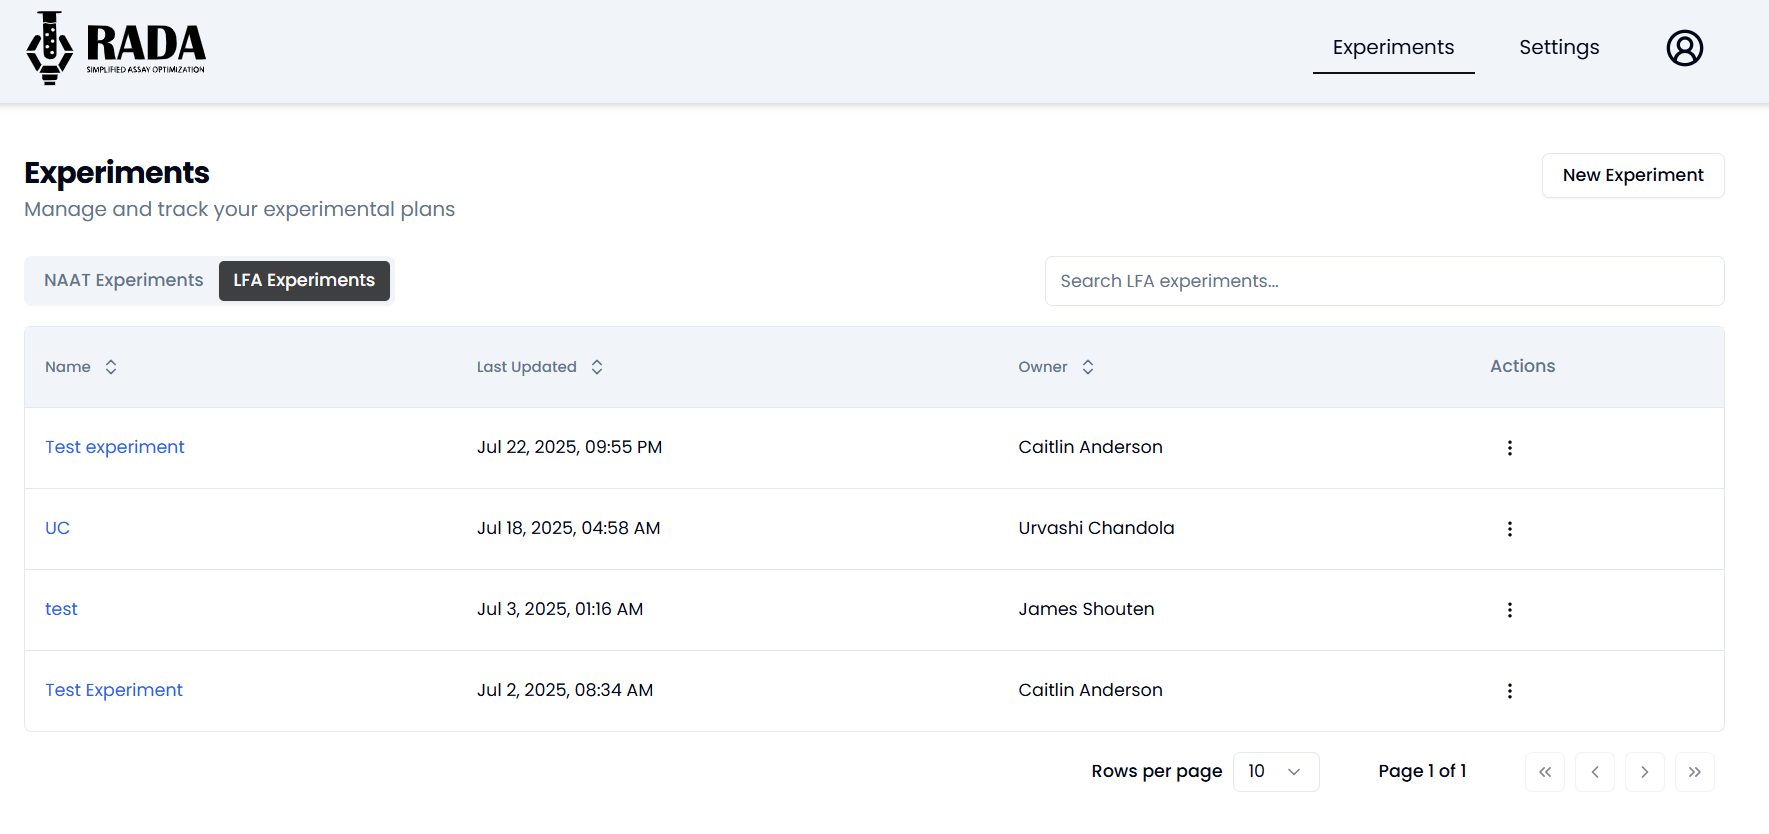 RADA
SIMPLIFIED ASSAY OPTIMIZATION
Experiments Settings
Experiments
New Experiment
Manage and track your experimental plans
NAAT Experiments LFA Experiments
Search LFA experiments...
Name Last Updated Owner Actions
Test experiment Jul 22, 2025, 09:55 PM Caitlin Anderson
UC Jul 18, 2025, 04:58 AM Urvashi Chandola
test Jul 3, 2025, 01:16 AM James Shouten
Test Experiment Jul 2, 2025, 08:34 AM Caitlin Anderson
Rows per page 10 Page 1 of 1